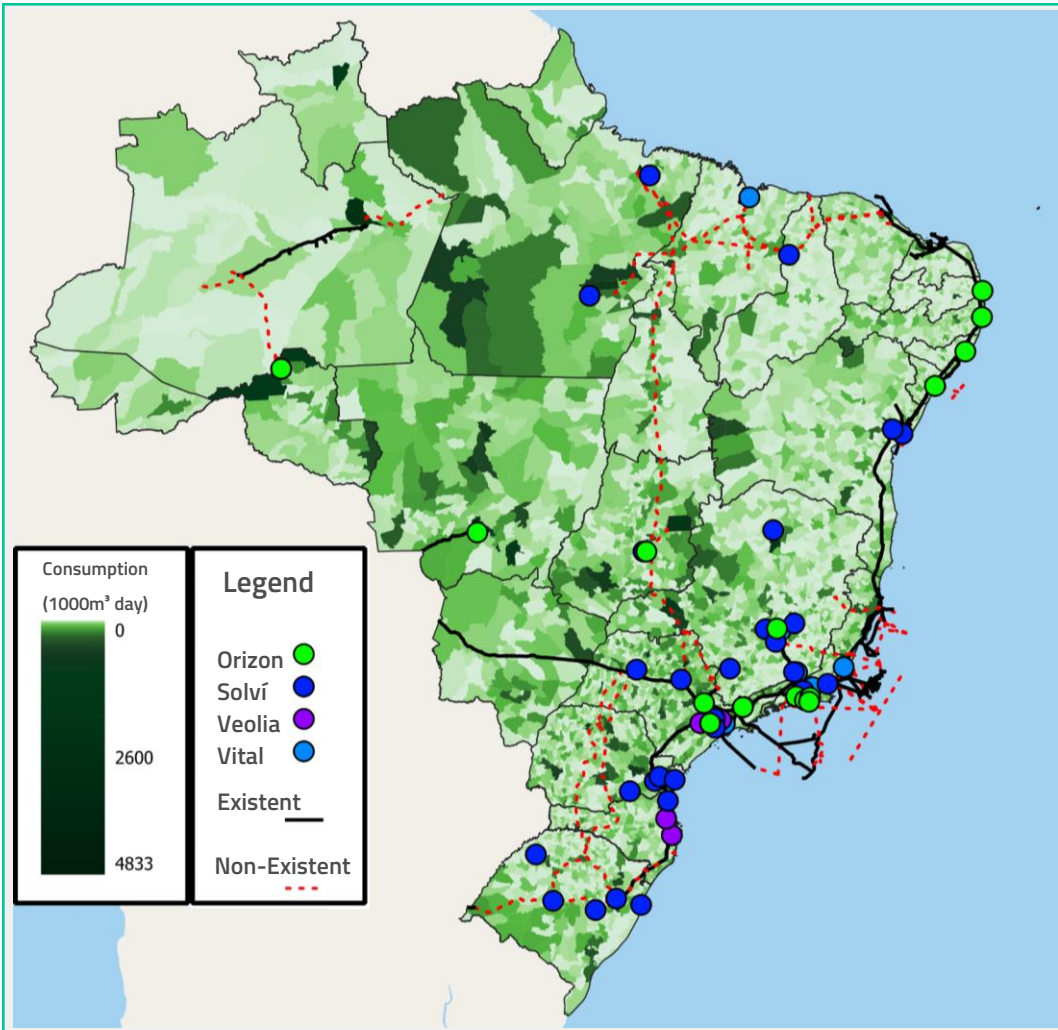 Consumption
(1000m³ day)
0
2600
4833
Legend
Orizon
Solví
Veolia
Vital
Existent
Non-Existent